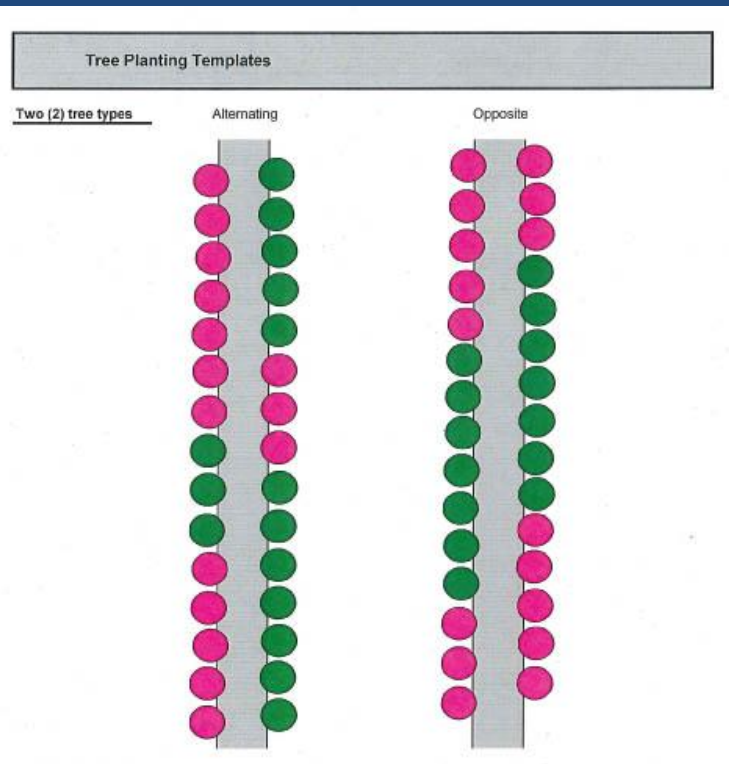 Tree Planting Templates
Two (2) tree types
Alternating
Opposite